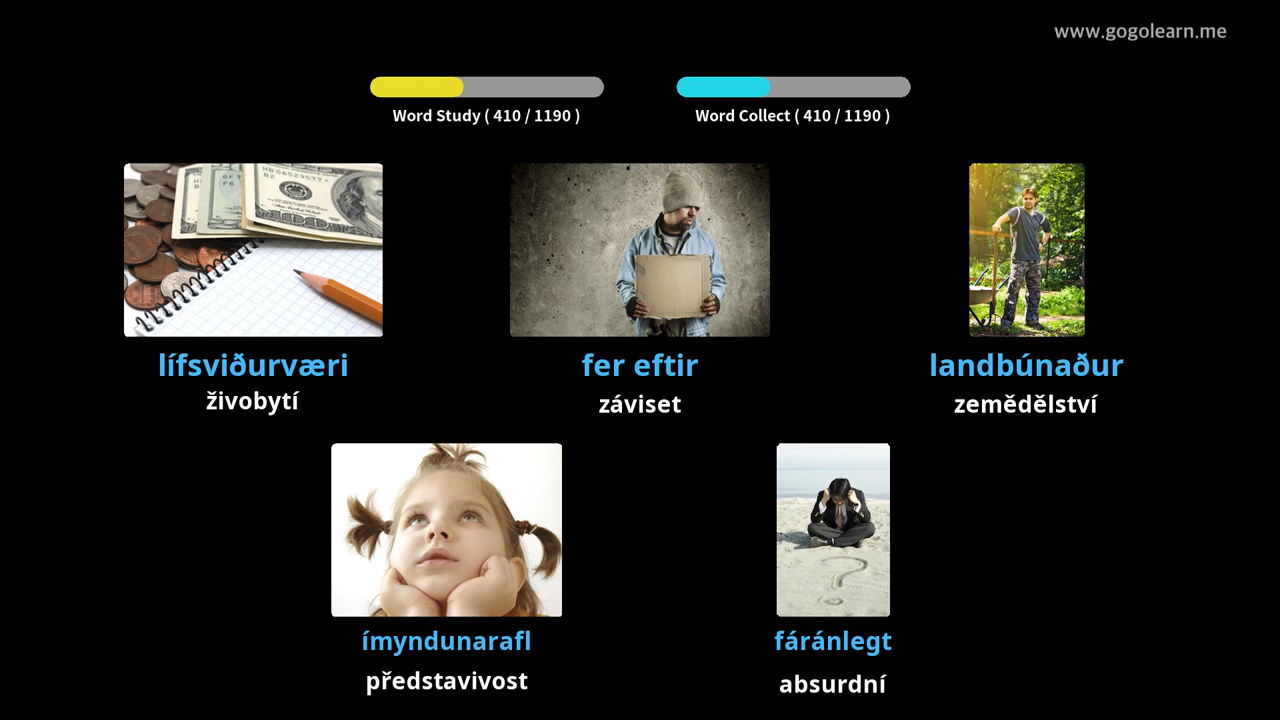 www.gogolearn.me
Word Study ( 410 / 1190 )
Word Collect ( 410 / 1190 )
lífsviðurværi
živobytí
fer eftir
záviset
landbúnaður
zemědělství
ímyndunarafl
představivost
fáránlegt
absurdní